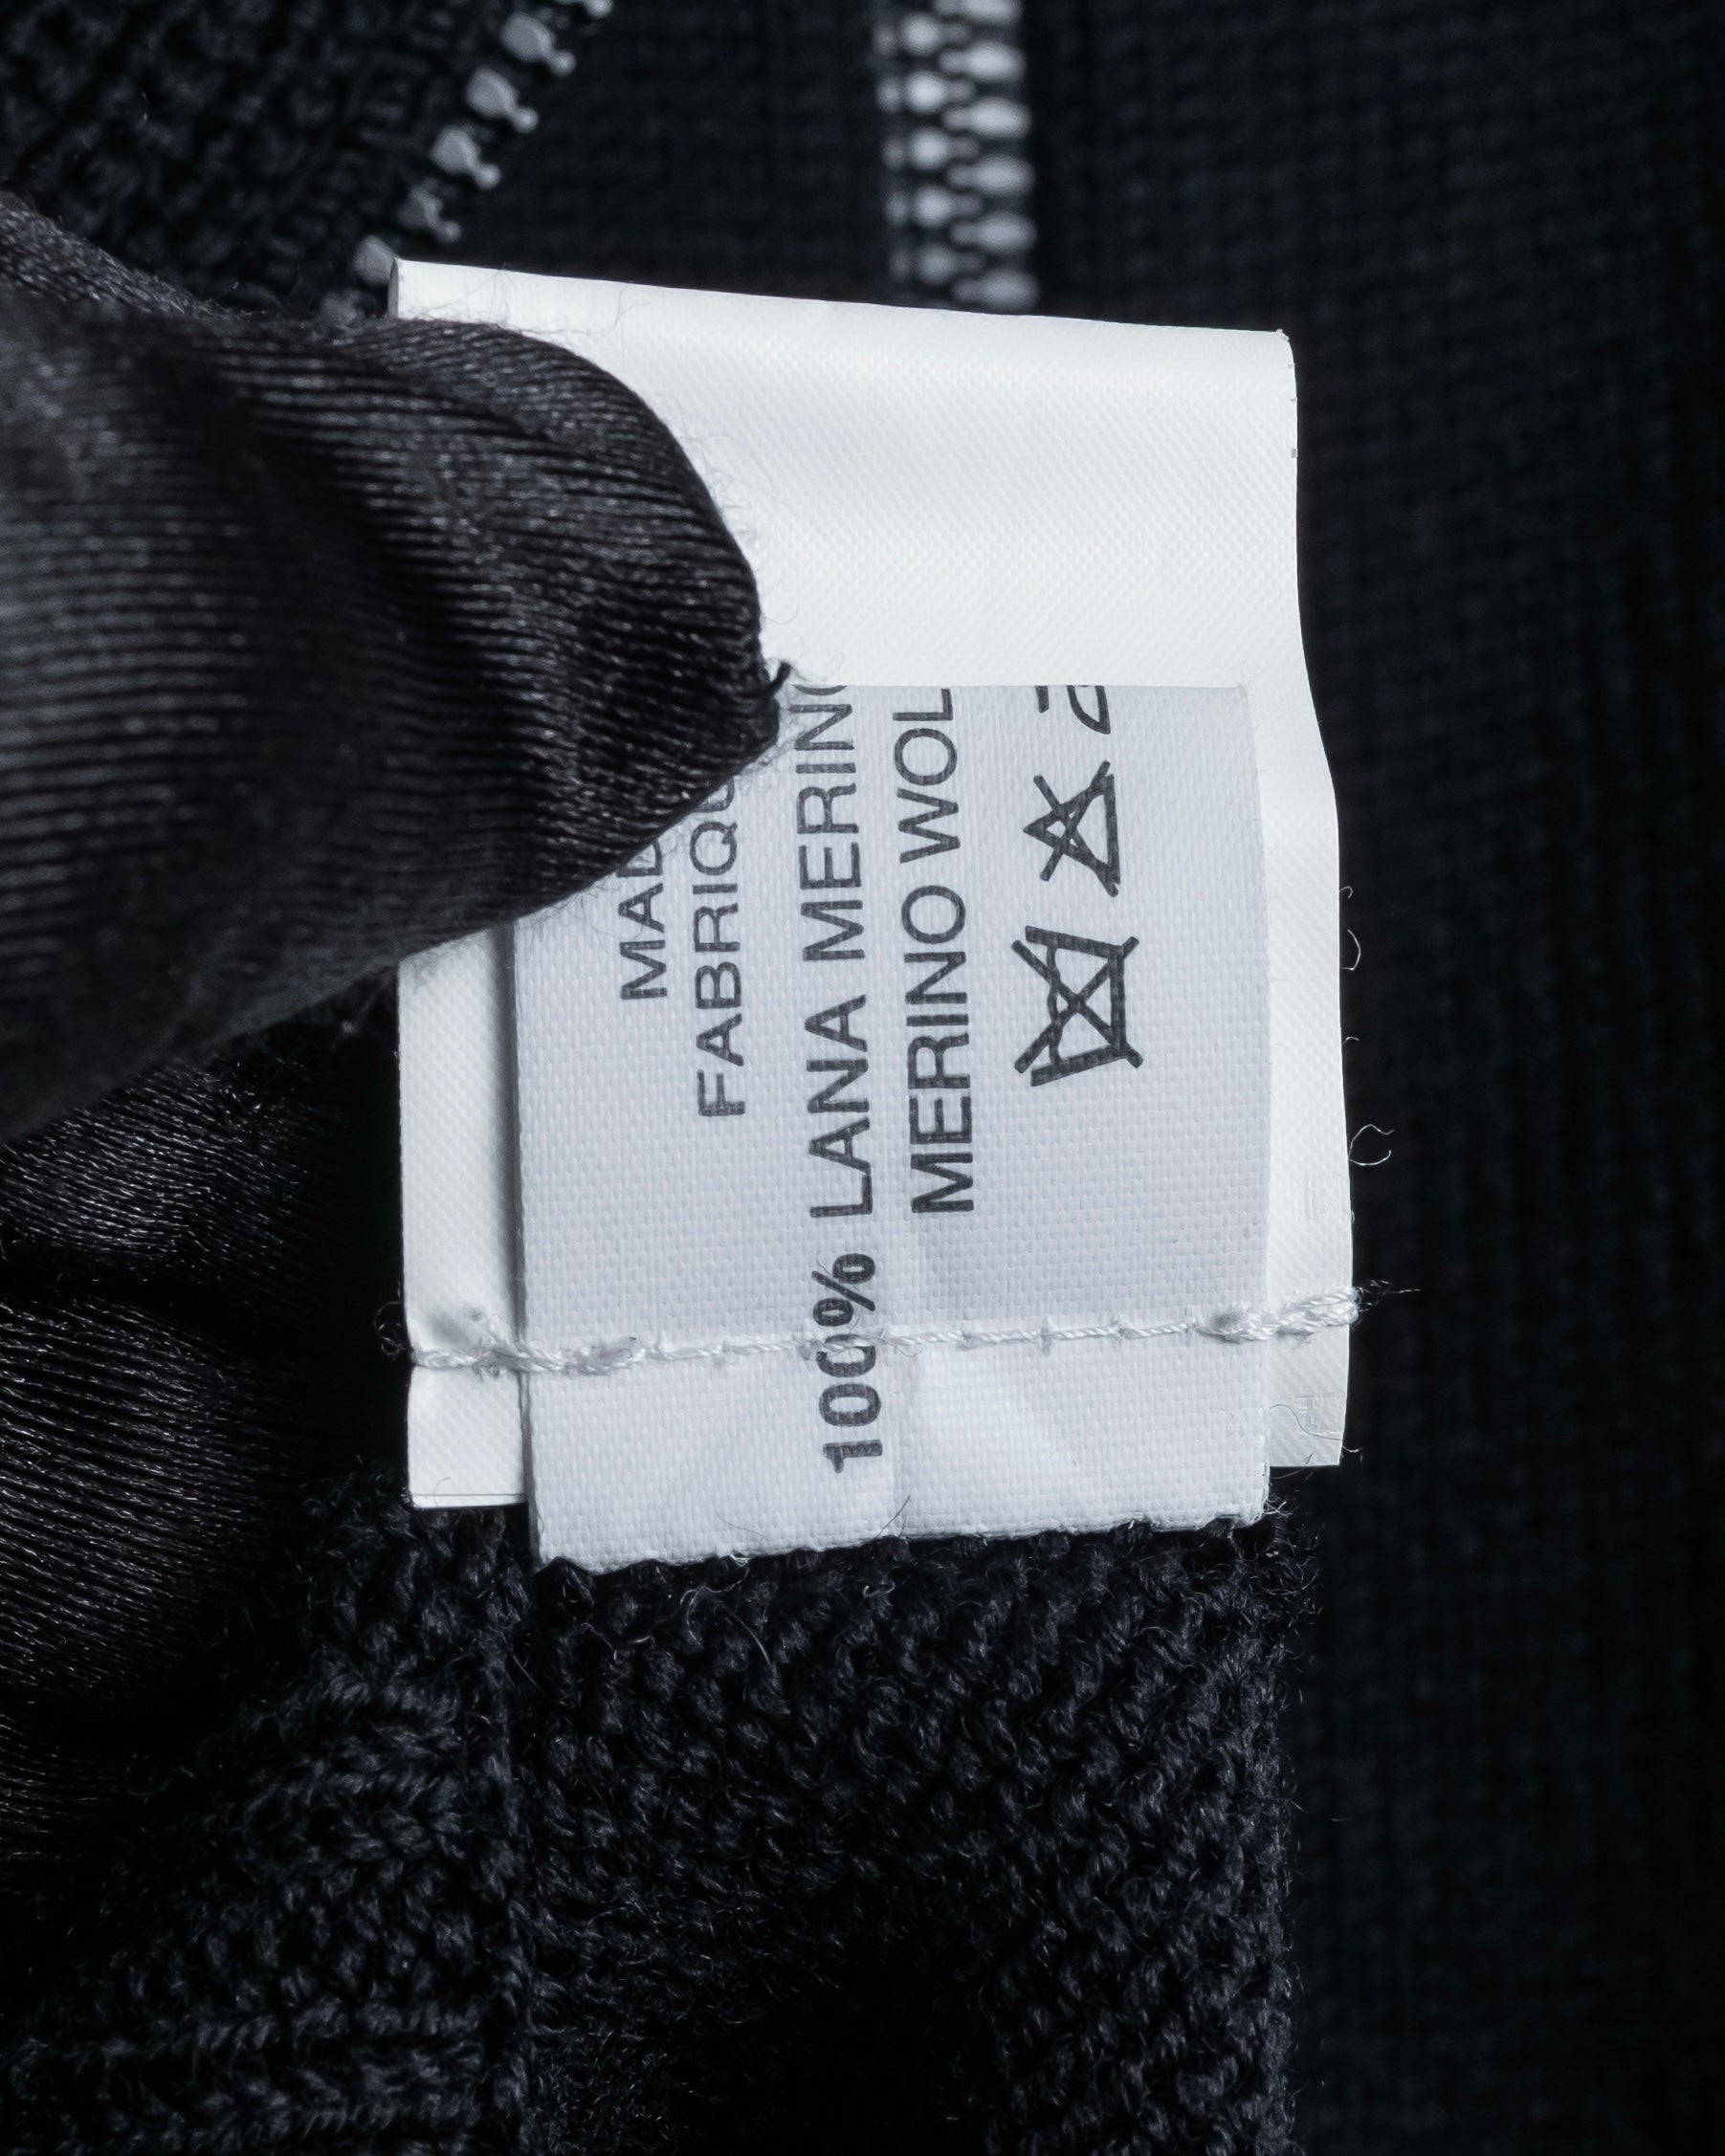 MAD
FABRIQU
100% LANA MERINO
MERINO WOL